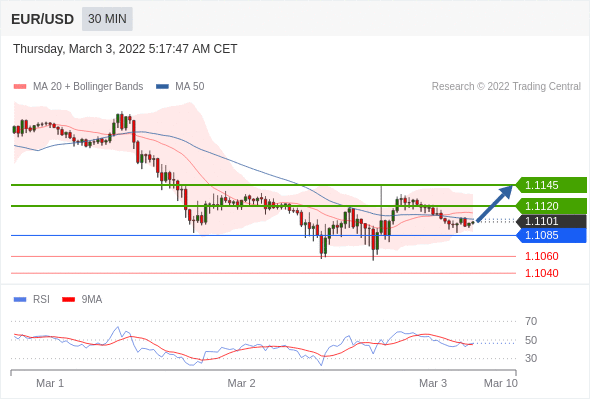 EUR/USD 30 MIN
Thursday, March 3, 2022 5:17:47 AM CET
MA 20 + Bollinger Bands MA 50 Research © 2022 Trading Central
1.1145
1.1120
1.1101
1.1085
1.1060
1.1040
RSI 9MA
70
50
30
Mar 1 Mar 2 Mar 3 Mar 10